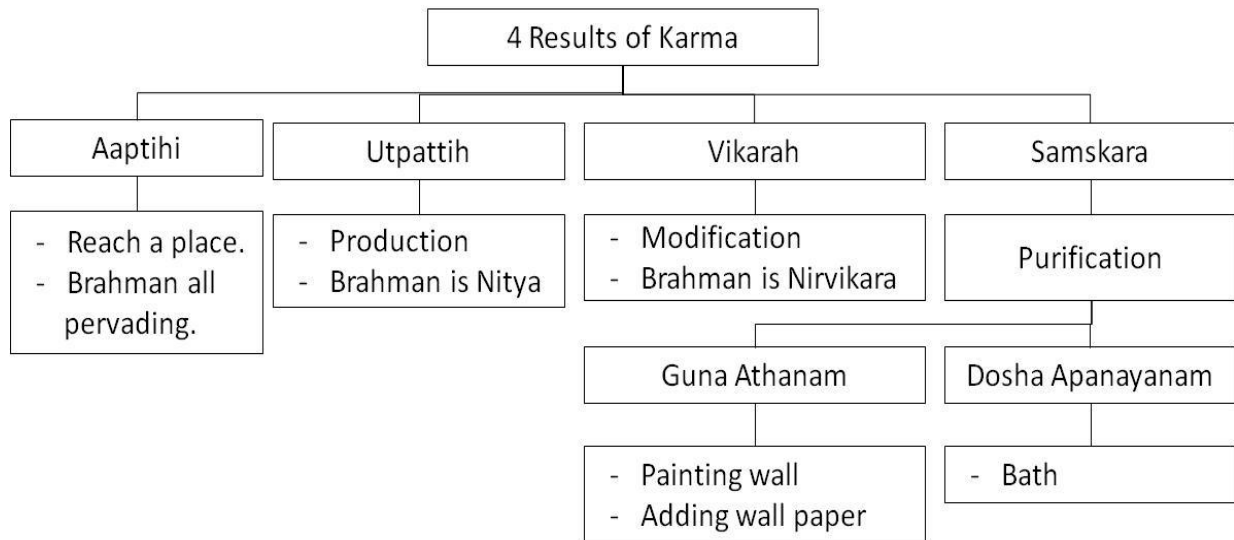 4 Results of Karma
Aaptihi
Utpattih
Vikarah
Samskara
- Reach a place.
- Brahman all
pervading.
- Production
- Brahman is Nitya
- Modification
- Brahman is Nirvikara
Purification
Guna Athanam
Dosha Apanayanam
- Painting wall
- Adding wall paper
- Bath